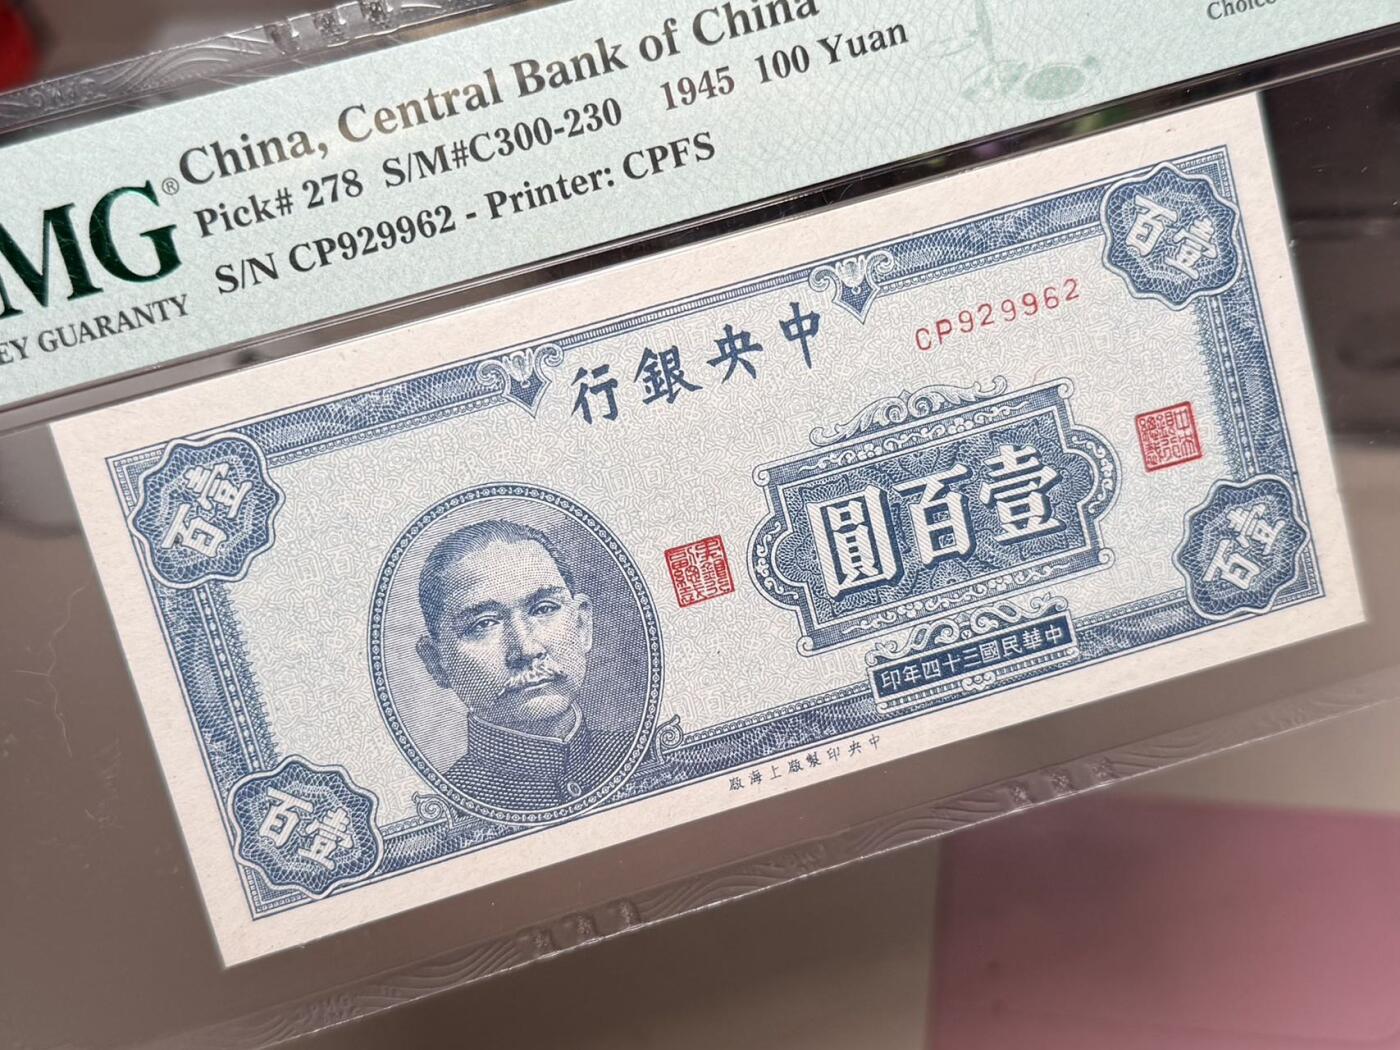 China, Central Bank of China
Pick# 278 S/M#C300-230 1945 100 Yuan
S/N CP929962 - Printer: CPFS
MG®
EY GUARANTY
Choice
行銀央中
CP929962
壹百
壹百
圓百壹
印年四十三國民華中
壹百
壹百
廠海上廠製印央中